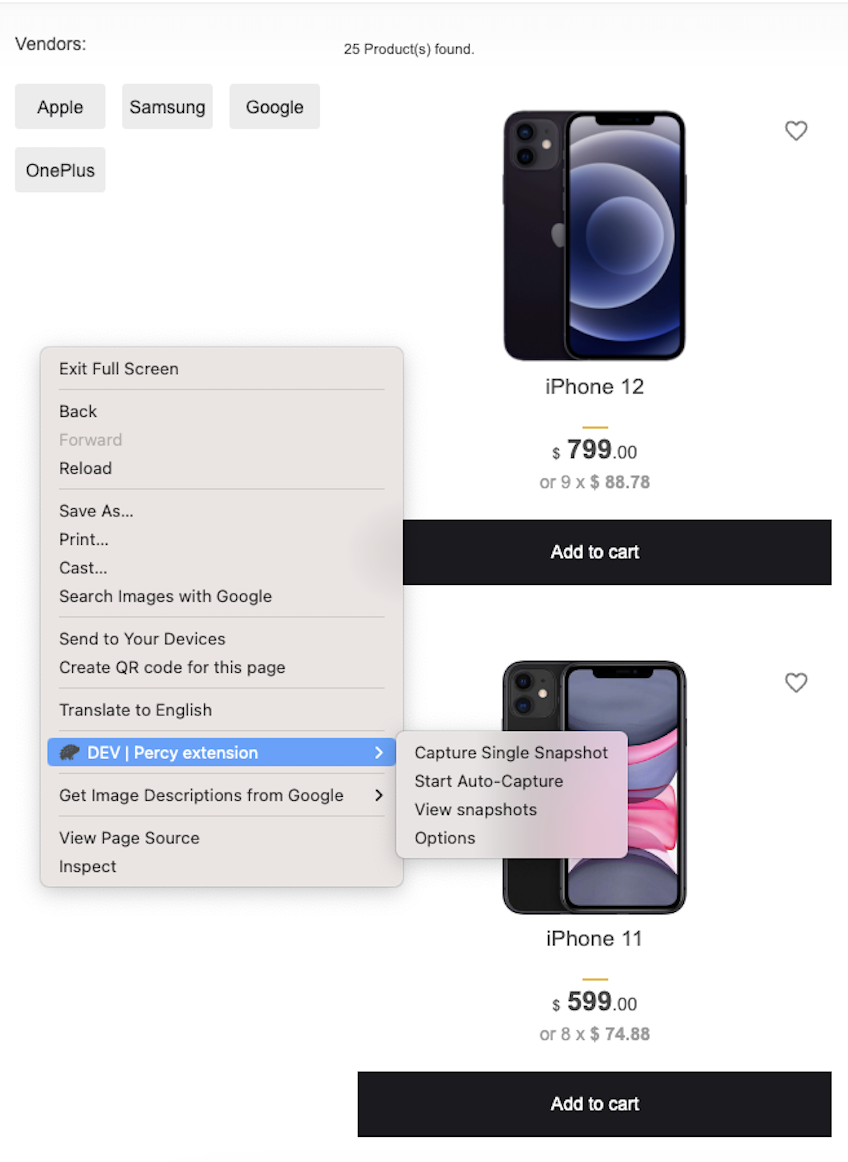 Vendors:
25 Product(s) found.
Apple
Samsung
Google
OnePlus
iPhone 12
$ 799.00
or 9 x $ 88.78
Add to cart
Exit Full Screen
Back
Forward
Reload
Save As...
Print...
Cast...
Search Images with Google
Send to Your Devices
Create QR code for this page
Translate to English
DEV | Percy extension
Get Image Descriptions from Google
View Page Source
Inspect
Capture Single Snapshot
Start Auto-Capture
View snapshots
Options
iPhone 11
$ 599.00
or 8 x $ 74.88
Add to cart